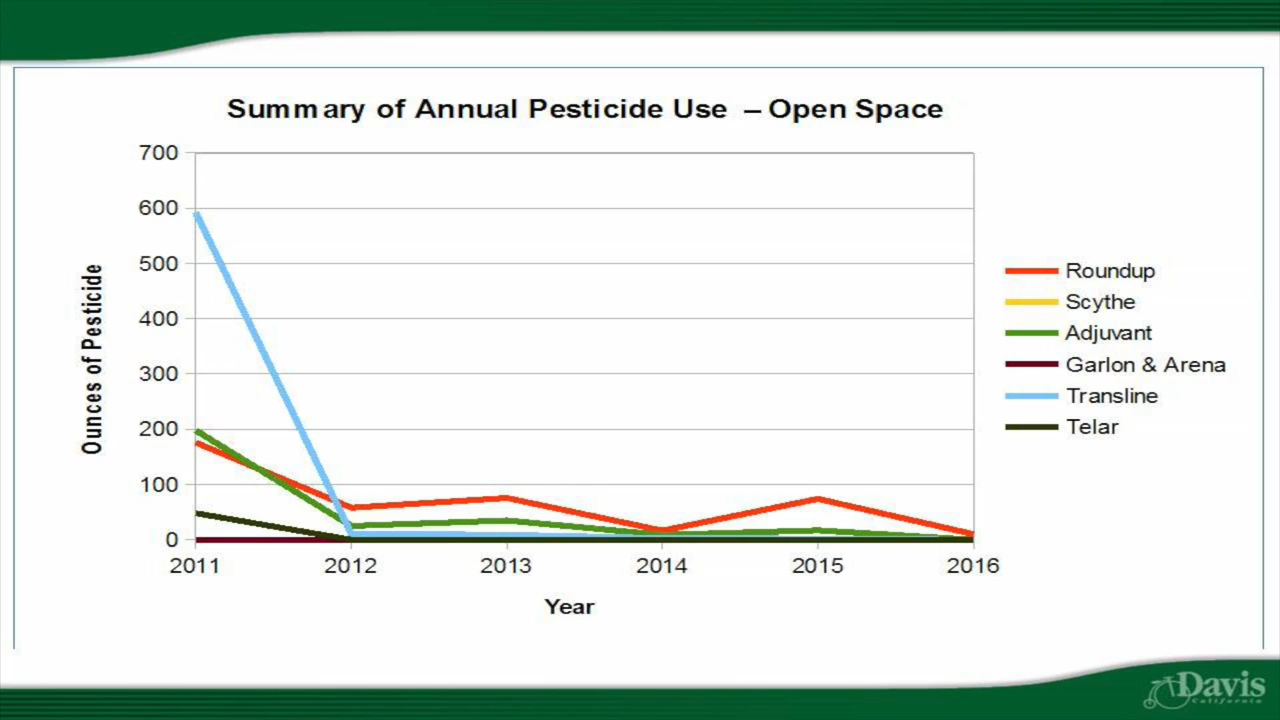 Summary of Annual Pesticide Use – Open Space
700
600
500
400
300
200
100
0
Ounces of Pesticide
2011 2012 2013 2014 2015 2016
Year
Roundup
Scythe
Adjuvant
Garlon & Arena
Transline
Telar
Davis
California